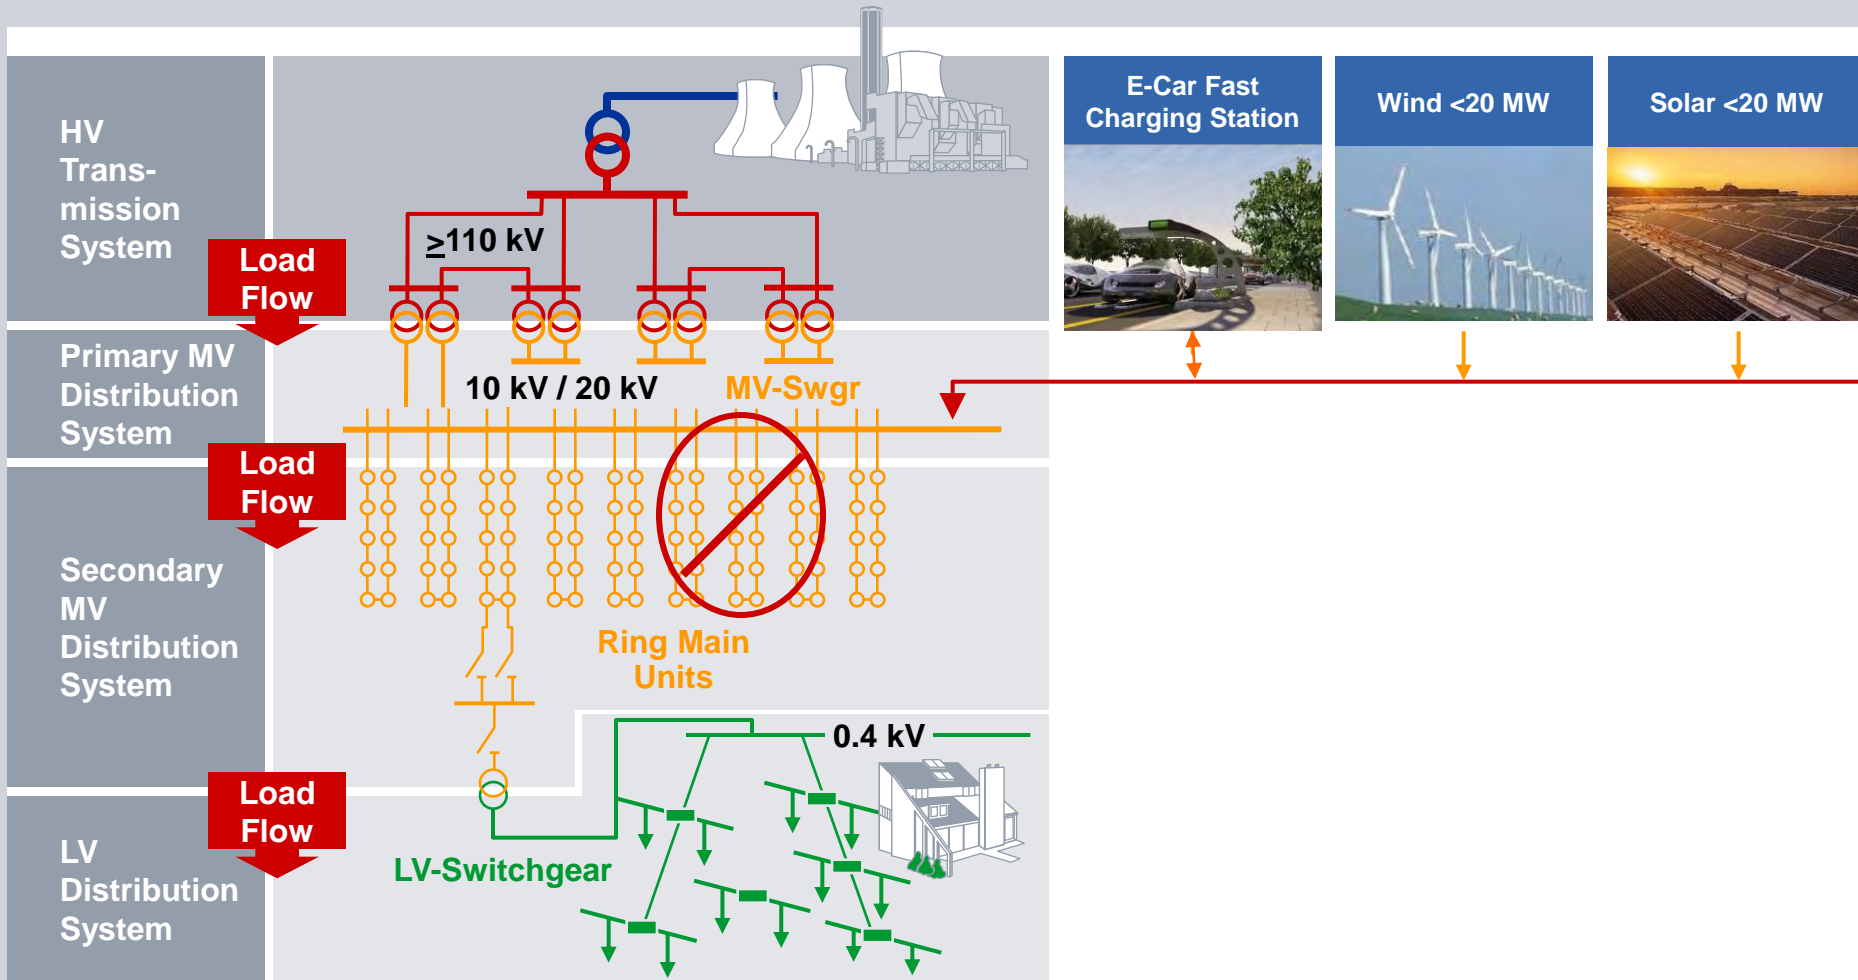 HV
Trans-
mission
System
Load
Flow
≥110 kV
E-Car Fast
Charging Station
Wind <20 MW
Solar <20 MW
Primary MV
Distribution
System
10 kV / 20 kV
MV-Swgr
Load
Flow
Secondary
MV
Distribution
System
Ring Main
Units
0.4 kV
Load
Flow
LV
Distribution
System
LV-Switchgear